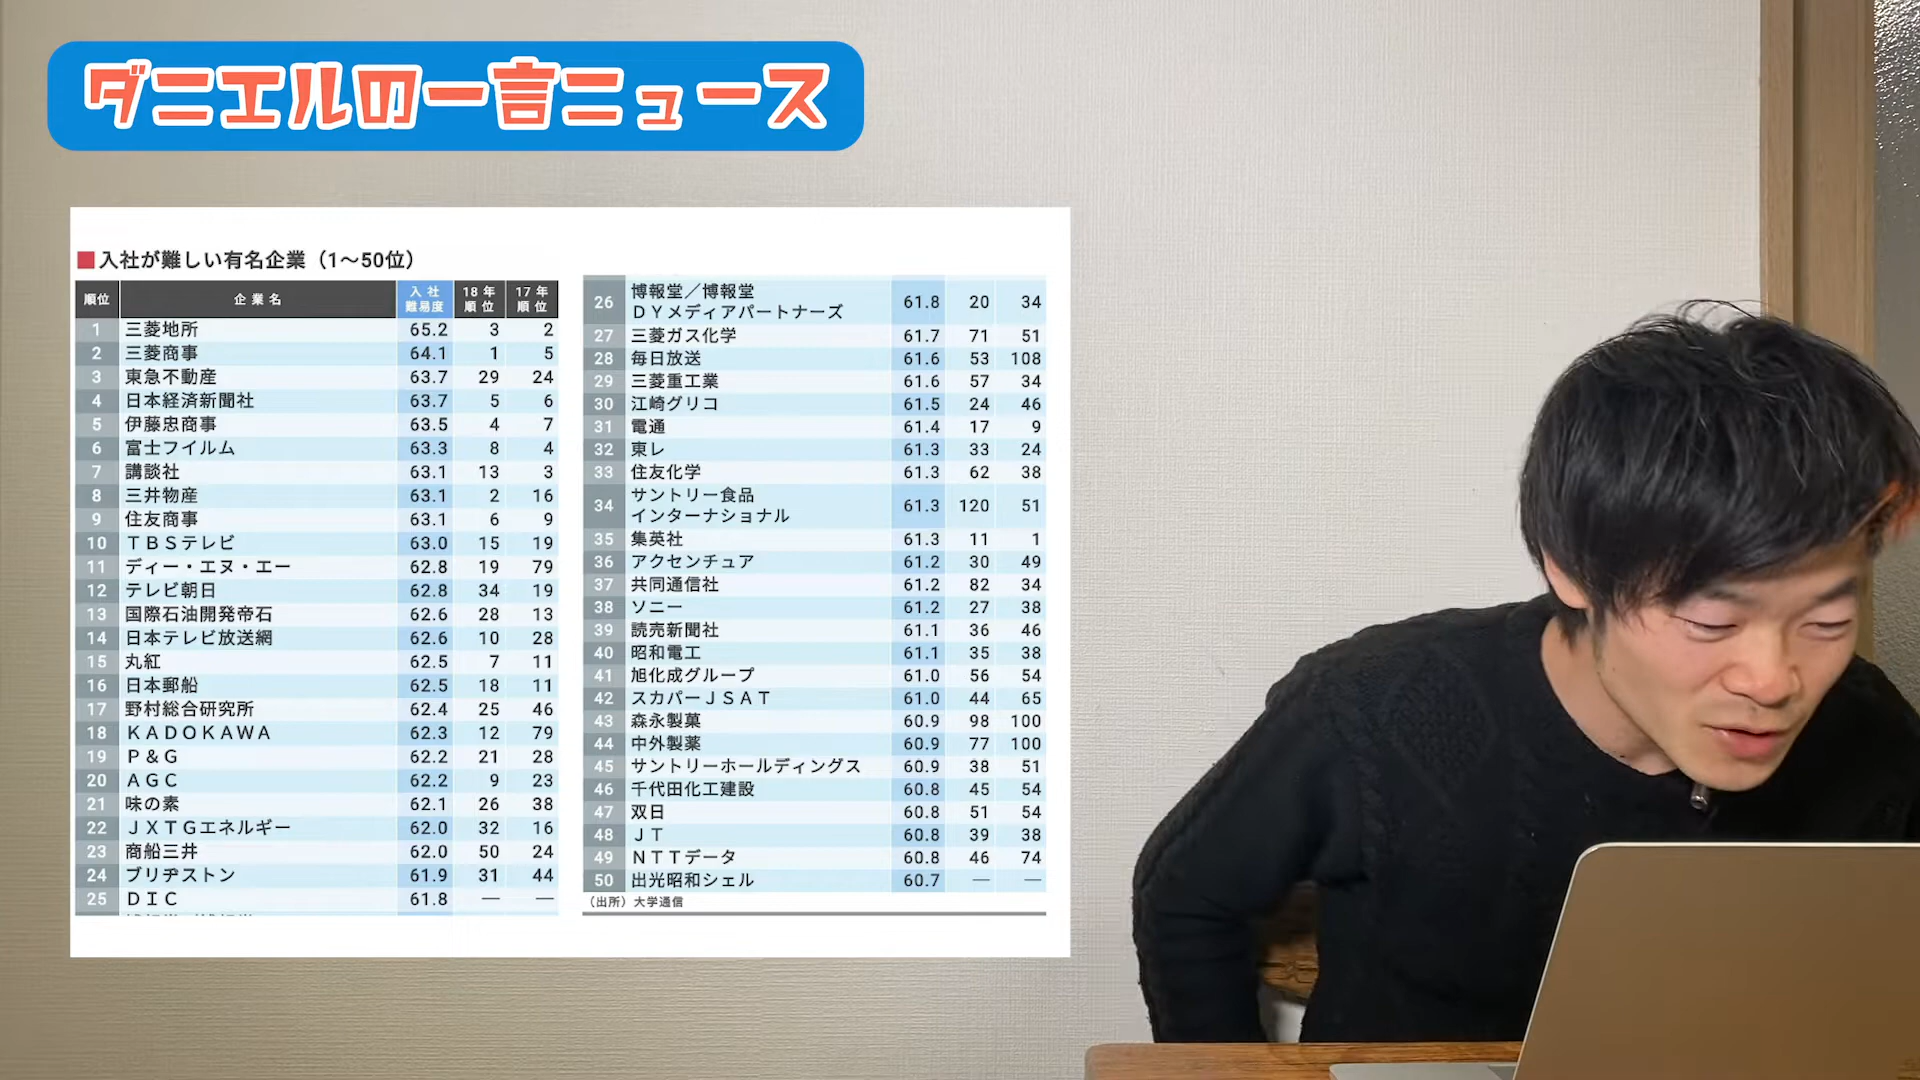 ダニエルの一言ニュース
■入社が難しい有名企業（1～50位）
順位 企業名 入社難易度 18年順位 17年順位
1 三菱地所 65.2 3 2
2 三菱商事 64.1 1 5
3 東急不動産 63.7 29 24
4 日本経済新聞社 63.7 5 6
5 伊藤忠商事 63.5 4 7
6 富士フイルム 63.3 8 4
7 講談社 63.1 13 3
8 三井物産 63.1 2 16
9 住友商事 63.1 6 9
10 ＴＢＳテレビ 63.0 15 19
11 ディー・エヌ・エー 62.8 19 79
12 テレビ朝日 62.8 34 19
13 国際石油開発帝石 62.6 28 13
14 日本テレビ放送網 62.6 10 28
15 丸紅 62.5 7 11
16 日本郵船 62.5 18 11
17 野村総合研究所 62.4 25 46
18 ＫＡＤＯＫＡＷＡ 62.3 12 79
19 Ｐ＆Ｇ 62.2 21 28
20 ＡＧＣ 62.2 9 23
21 味の素 62.1 26 38
22 ＪＸＴＧエネルギー 62.0 32 16
23 商船三井 62.0 50 24
24 ブリヂストン 61.9 31 44
25 ＤＩＣ 61.8 — —
26 博報堂／博報堂
ＤＹメディアパートナーズ 61.8 20 34
27 三菱ガス化学 61.7 71 51
28 毎日放送 61.6 53 108
29 三菱重工業 61.6 57 34
30 江崎グリコ 61.5 24 46
31 電通 61.4 17 9
32 東レ 61.3 33 24
33 住友化学 61.3 62 38
34 サントリー食品
インターナショナル 61.3 120 51
35 集英社 61.3 11 1
36 アクセンチュア 61.2 30 49
37 共同通信社 61.2 82 34
38 ソニー 61.2 27 38
39 読売新聞社 61.1 36 46
40 昭和電工 61.1 35 38
41 旭化成グループ 61.0 56 54
42 スカパーＪＳＡＴ 61.0 44 65
43 森永製菓 60.9 98 100
44 中外製薬 60.9 77 100
45 サントリーホールディングス 60.9 38 51
46 千代田化工建設 60.8 45 54
47 双日 60.8 51 54
48 ＪＴ 60.8 39 38
49 ＮＴＴデータ 60.8 46 74
50 出光昭和シェル 60.7 — —
（出所）大学通信